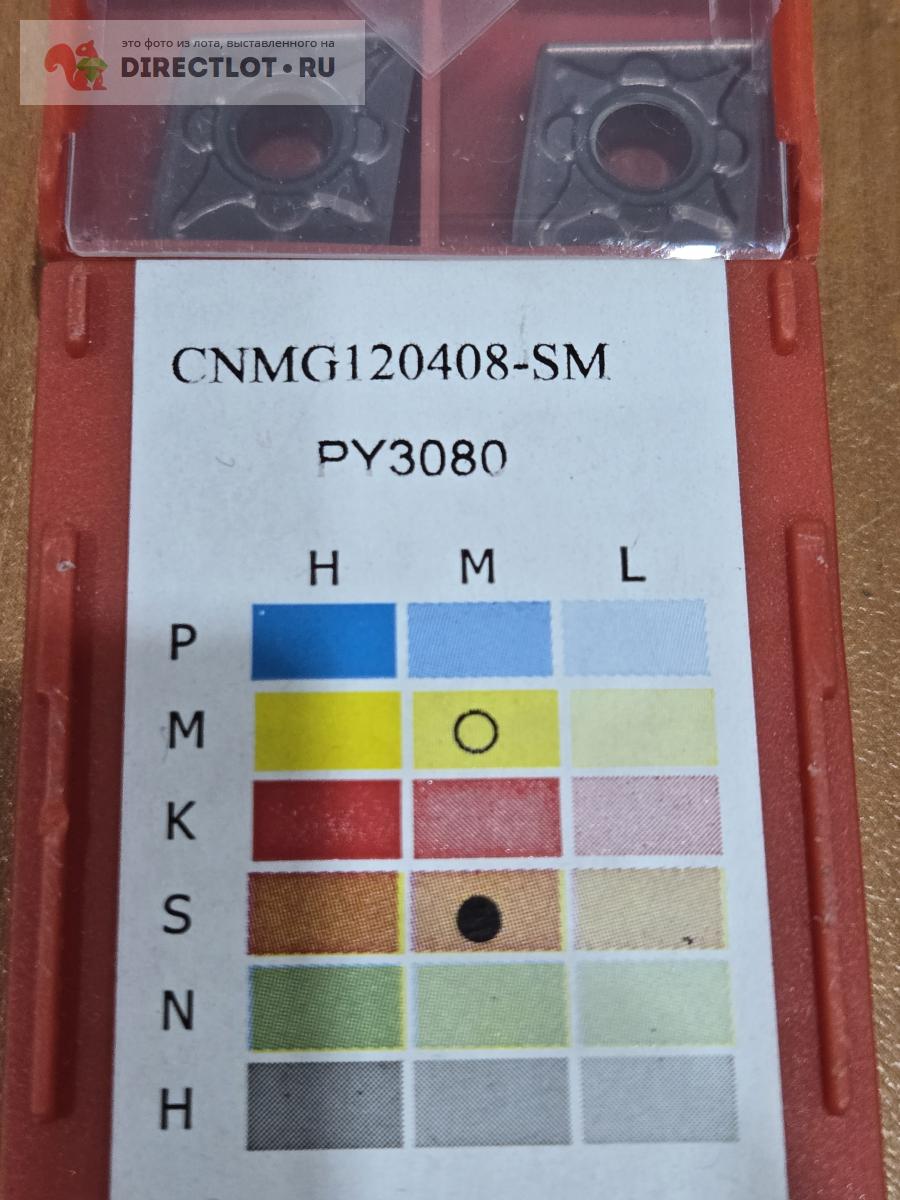 это фото из лота, выставленного на
DIRECTLOT•RU
CNMG120408-SM
PY3080
H M L
P
M
K
S
N
H